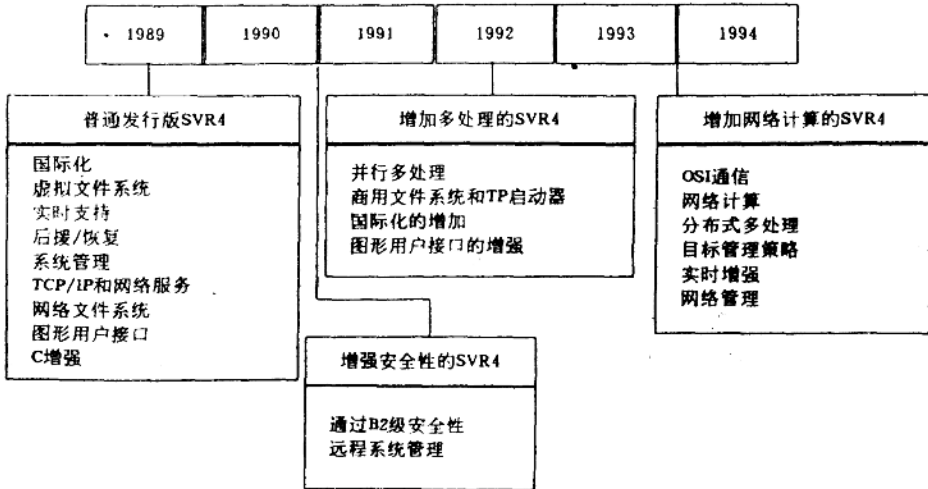 1989 1990 1991 1992 1993 1994
普通发行版SVR4
国际化
虚拟文件系统
实时支持
后援/恢复
系统管理
TCP/IP和网络服务
网络文件系统
图形用户接口
C增强
增加多处理的SVR4
并行多处理
商用文件系统和TP启动器
国际化的增加
图形用户接口的增强
增加网络计算的SVR4
OSI通信
网络计算
分布式多处理
目标管理策略
实时增强
网络管理
增强安全性的SVR4
通过B2级安全性
远程系统管理